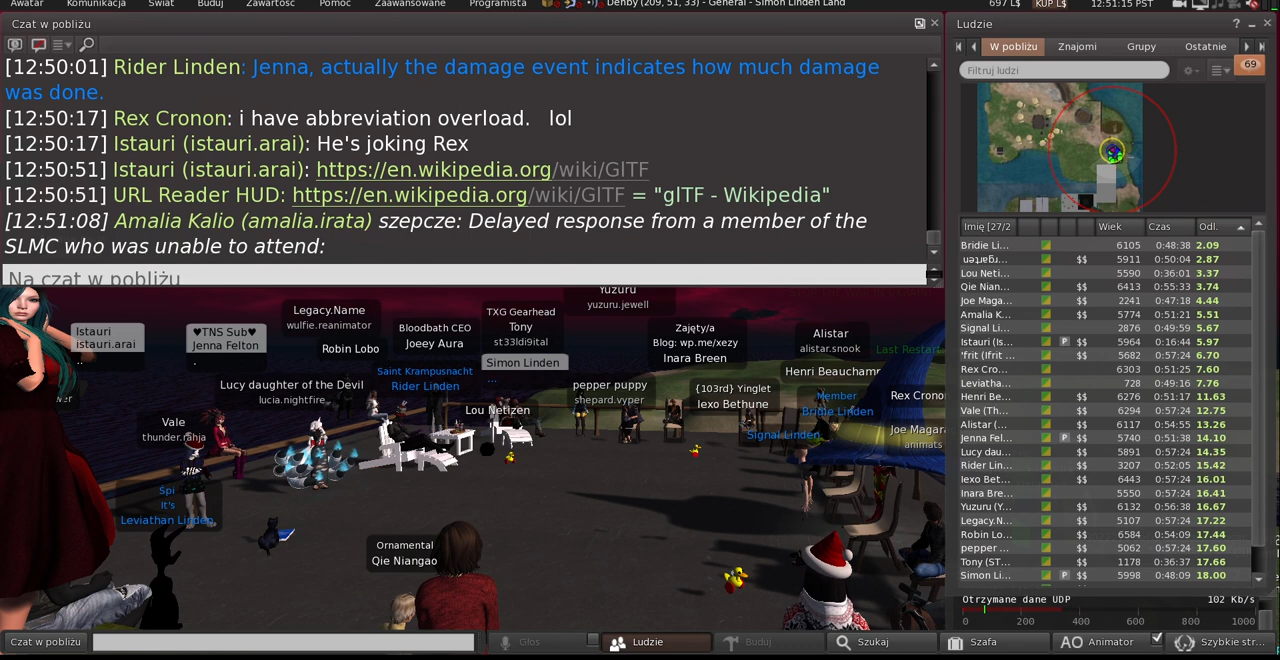 Awatar Komunikacja Świat Buduj Zawartość Pomoc Zaawansowane Programista Denby (209, 51, 33) - General - Simon Linden Land 697 L$ KUP L$ 12:51:15 PST
Czat w pobliżu
[12:50:01] Rider Linden: Jenna, actually the damage event indicates how much damage
was done.
[12:50:17] Rex Cronon: i have abbreviation overload. lol
[12:50:17] Istauri (istauri.arai): He's joking Rex
[12:50:51] Istauri (istauri.arai): https://en.wikipedia.org/wiki/GlTF
[12:50:51] URL Reader HUD: https://en.wikipedia.org/wiki/GlTF = "glTF - Wikipedia"
[12:51:08] Amalia Kalio (amalia.irata) szepcze: Delayed response from a member of the
SLMC who was unable to attend:
Na czat w pobliżu
Yuzuru
yuzuru.jewell
Legacy.Name
wulfie.reanimator
TXG Gearhead
Tony
st33ldi9ital
Istauri
istauri.arai
..
♥TNS Sub♥
Jenna Felton
.
Bloodbath CEO
Joeey Aura
Zajęty/a
Blog: wp.me/xezy
Inara Breen
Alistar
alistar.snook
Last Restart
Robin Lobo
Simon Linden
...
Saint Krampusnacht
Rider Linden
Henri Beauchamp
Lucy daughter of the Devil
lucia.nightfire
pepper puppy
shepard.vyper
{103rd} Yinglet
Iexo Bethune
Member
Bridie Linden
Rex Cronon
Lou Netizen
Vale
thunder.rahja
Signal Linden
Joe Magarac
animats
Śpi
It's
Leviathan Linden
Ornamental
Qie Niangao
Ludzie
? _ ×
W pobliżu Znajomi Grupy Ostatnie
Filtruj ludzi
69
Imię [27/2 Wiek Czas Odl.
Bridie Li... 6105 0:48:38 2.09
5911 0:50:04 2.87
Lou Neti... 5590 0:36:01 3.37
Qie Nian... $$ 6413 0:55:33 3.74
Joe Maga... $$ 2241 0:47:18 4.44
Amalia K... $$ 5774 0:51:21 5.51
Signal Li... 2876 0:49:59 5.67
Istauri (Is... P $$ 5964 0:16:44 5.97
'frit (Ifrit ... $$ 5682 0:57:24 6.70
Rex Cro... 6303 0:51:25 7.60
Leviatha... 728 0:49:16 7.76
Henri Be... $$ 6276 0:51:17 11.63
Vale (Th... $$ 6294 0:57:24 12.75
Alistar (... $$ 6117 0:54:55 13.26
Jenna Fel... P $$ 5740 0:51:38 14.10
Lucy dau... $$ 5891 0:57:24 14.35
Rider Lin... $$ 3207 0:52:05 15.42
Iexo Bet... $$ 6443 0:57:24 16.01
Inara Bre... 5550 0:57:24 16.41
Yuzuru (Y... $$ 6132 0:56:38 16.67
Legacy.N... $$ 5107 0:57:24 17.22
Robin Lo... $$ 6584 0:54:09 17.44
pepper ... $$ 5062 0:57:24 17.60
Tony (ST... $$ 1178 0:36:37 17.66
Simon Li... P $$ 5998 0:48:09 18.00
Otrzymane dane UDP 102 Kb/s
0 200 400 600 800 1000
Czat w pobliżu Głos Ludzie Buduj Szukaj Szafa AO Animator Szybkie str...